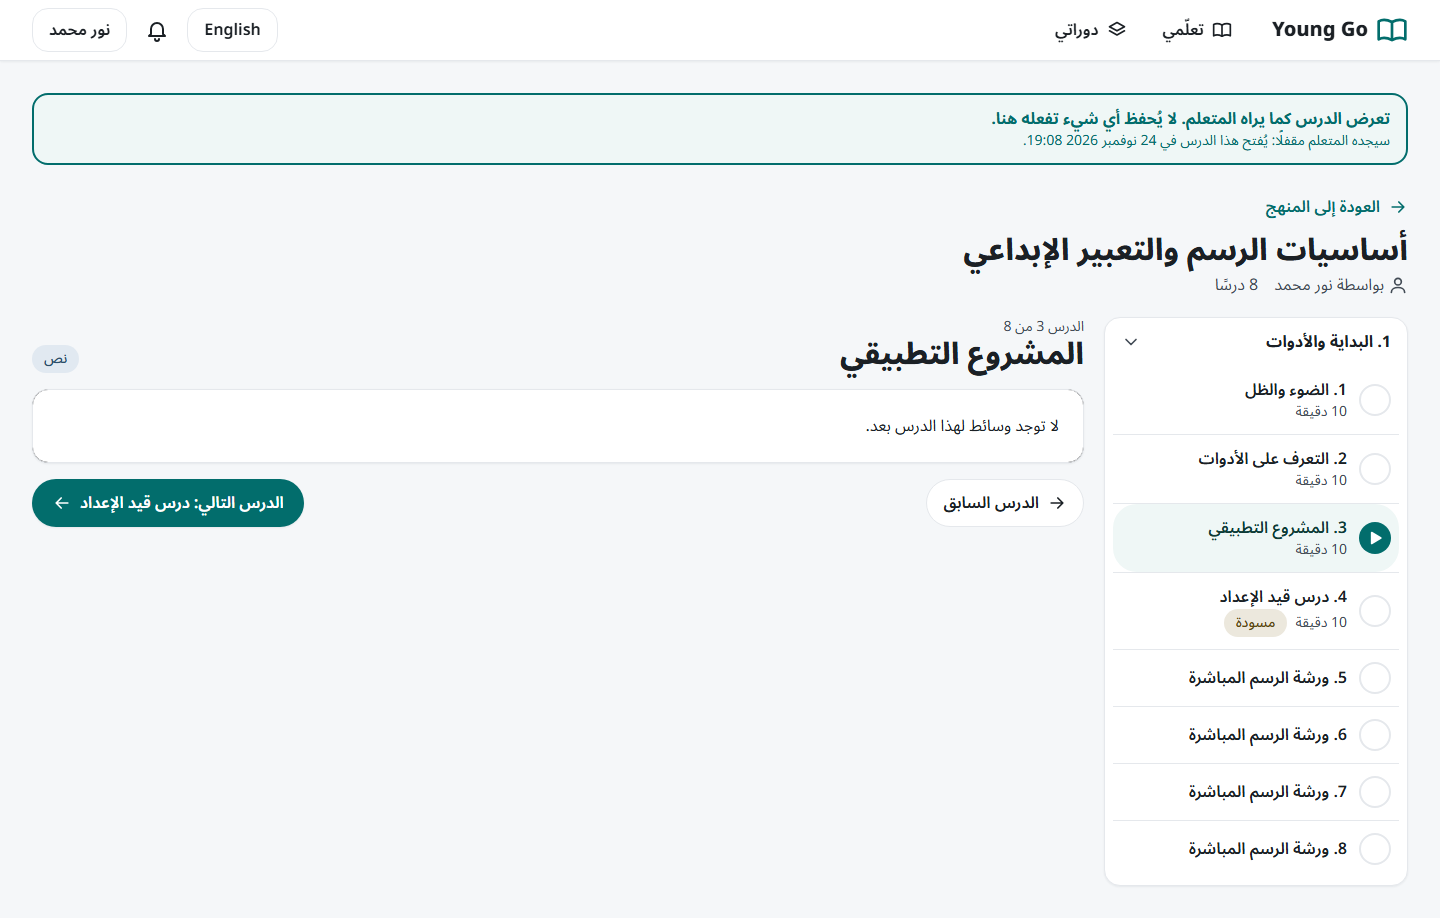 Young Go
تعلّمي
دوراتي
English
نور محمد
تعرض الدرس كما يراه المتعلم. لا يُحفظ أي شيء تفعله هنا.
سيجده المتعلم مقفلًا: يُفتح هذا الدرس في 24 نوفمبر 2026 19:08.
العودة إلى المنهج
أساسيات الرسم والتعبير الإبداعي
بواسطة نور محمد 8 درسًا
1. البداية والأدوات
1. الضوء والظل
10 دقيقة
2. التعرف على الأدوات
10 دقيقة
3. المشروع التطبيقي
10 دقيقة
4. درس قيد الإعداد
10 دقيقة مسودة
5. ورشة الرسم المباشرة
6. ورشة الرسم المباشرة
7. ورشة الرسم المباشرة
8. ورشة الرسم المباشرة
الدرس 3 من 8
المشروع التطبيقي
نص
لا توجد وسائط لهذا الدرس بعد.
الدرس السابق
الدرس التالي: درس قيد الإعداد